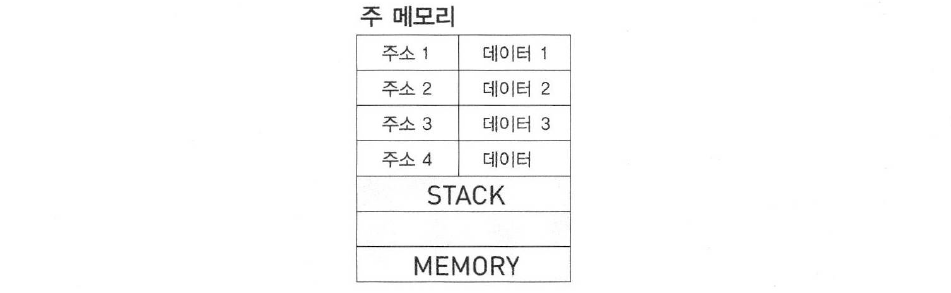 주 메모리
주소 1 데이터 1
주소 2 데이터 2
주소 3 데이터 3
주소 4 데이터
STACK
MEMORY